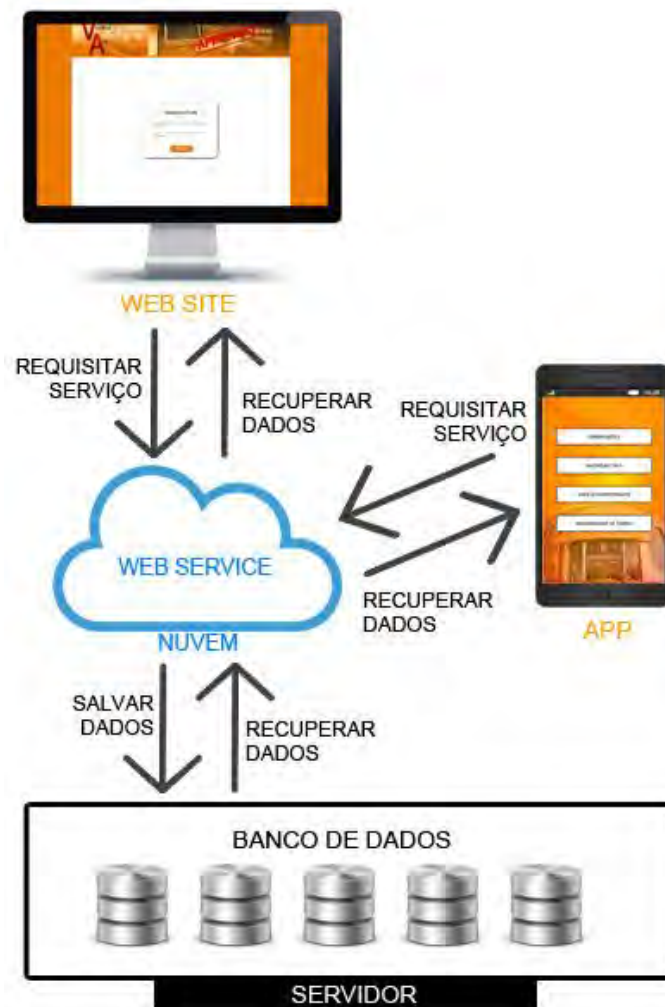 VA
WEB SITE
REQUISITAR
SERVIÇO
RECUPERAR
DADOS
REQUISITAR
SERVIÇO
WEB SERVICE
RECUPERAR
DADOS
APP
NUVEM
SALVAR
DADOS
RECUPERAR
DADOS
BANCO DE DADOS
SERVIDOR